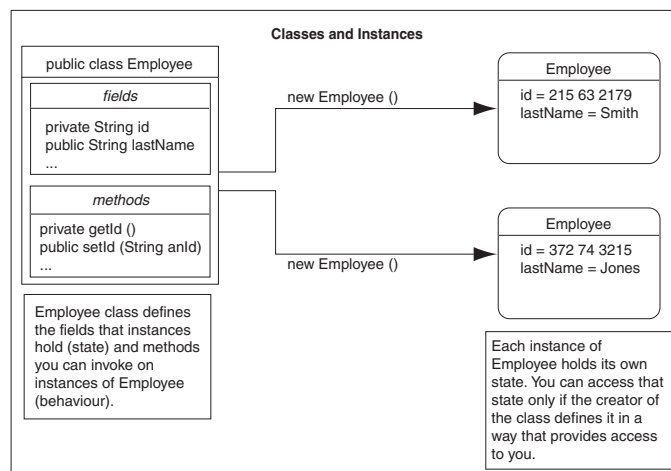 Classes and Instances
public class Employee
fields
private String id
public String lastName
...
methods
private getId ()
public setId (String anId)
...
Employee class defines
the fields that instances
hold (state) and methods
you can invoke on
instances of Employee
(behaviour).
new Employee ()
new Employee ()
Employee
id = 215 63 2179
lastName = Smith
Employee
id = 372 74 3215
lastName = Jones
Each instance of
Employee holds its own
state. You can access that
state only if the creator of
the class defines it in a
way that provides access
to you.